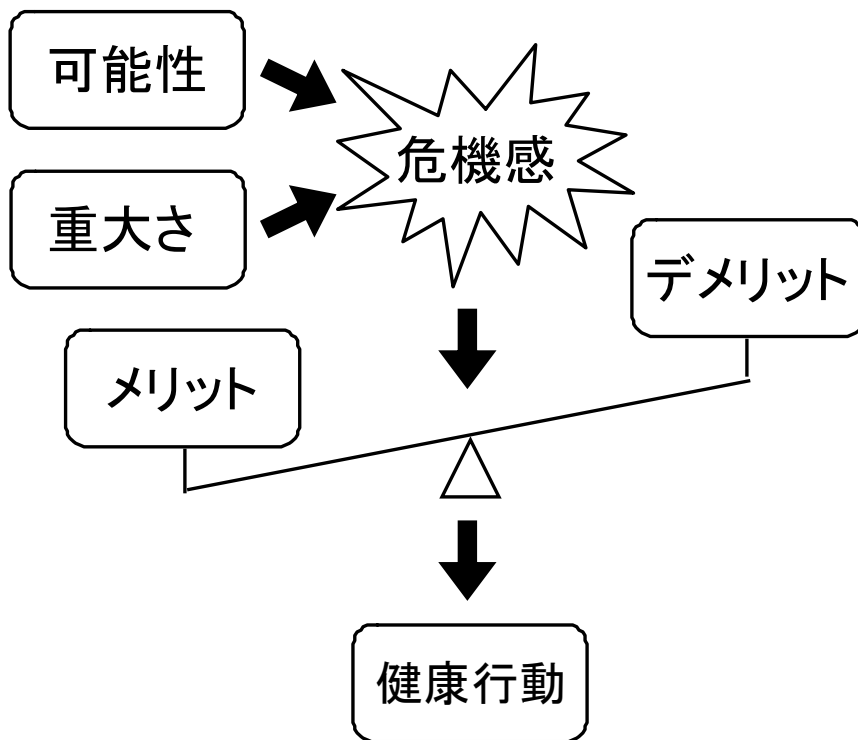 可能性
危機感
重大さ
デメリット
メリット
健康行動